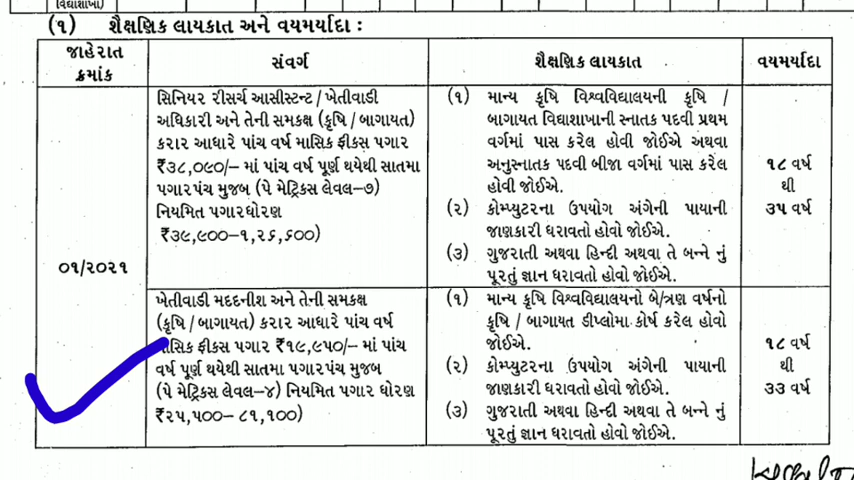 વિદ્યાશાખા)
(૧) શૈક્ષણિક લાયકાત અને વયમર્યાદા :
જાહેરાત
ક્રમાંક
સંવર્ગ
શૈક્ષણિક લાયકાત
વયમર્યાદા
૦૧/૨૦૨૧
સિનિયર રીસર્ચ આસીસ્ટન્ટ / ખેતીવાડી
અધિકારી અને તેની સમકક્ષ (કૃષિ / બાગાયત)
કરાર આધારે પાંચ વર્ષ માસિક ફીકસ પગાર
₹૩૮,૦૯૦/– માં પાંચ વર્ષ પૂર્ણ થયેથી સાતમા
પગારપંચ મુજબ (પે મેટ્રિકસ લેવલ–૭)
નિયમિત પગારધોરણ
₹૩૯,૯૦૦–૧,૨૬,૬૦૦)
(૧) માન્ય કૃષિ વિશ્વવિદ્યાલયની કૃષિ /
બાગાયત વિદ્યાશાખાની સ્નાતક પદવી પ્રથમ
વર્ગમાં પાસ કરેલ હોવી જોઈએ અથવા
અનુસ્નાતક પદવી બીજા વર્ગમાં પાસ કરેલ
હોવી જોઈએ.
(૨) કોમ્પ્યુટરના ઉપયોગ અંગેની પાયાની
જાણકારી ધરાવતો હોવો જોઈએ.
(૩) ગુજરાતી અથવા હિન્દી અથવા તે બન્ને નું
પૂરતું જ્ઞાન ધરાવતો હોવો જોઈએ.
૧૮ વર્ષ
થી
૩૫ વર્ષ
ખેતીવાડી મદદનીશ અને તેની સમકક્ષ
(કૃષિ / બાગાયત) કરાર આધારે પાંચ વર્ષ
માસિક ફીકસ પગાર ₹૧૯,૯૫૦/– માં પાંચ
વર્ષ પૂર્ણ થયેથી સાતમા પગારપંચ મુજબ
(પે મેટ્રિકસ લેવલ–૪) નિયમિત પગાર ધોરણ
₹૨૫,૫૦૦– ૮૧,૧૦૦)
(૧) માન્ય કૃષિ વિશ્વવિદ્યાલયનો બે/ત્રણ વર્ષનો
કૃષિ / બાગાયત ડીપ્લોમા કોર્ષ કરેલ હોવો
જોઈએ.
(૨) કોમ્પ્યુટરના ઉપયોગ અંગેની પાયાની
જાણકારી ધરાવતો હોવો જોઈએ.
(૩) ગુજરાતી અથવા હિન્દી અથવા તે બન્ને નું
પૂરતું જ્ઞાન ધરાવતો હોવો જોઈએ.
૧૮ વર્ષ
થી
૩૩ વર્ષ